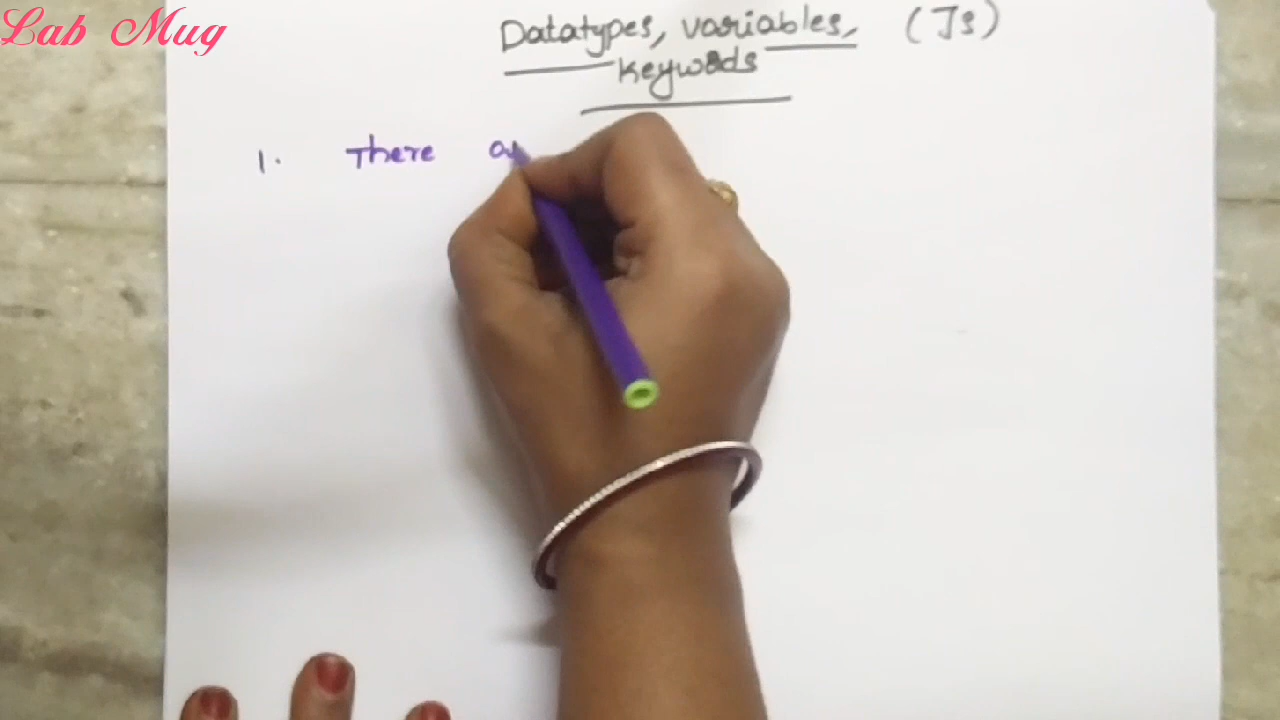 Lab Mug
Datatypes, variables, (Js)
keywords
1. There